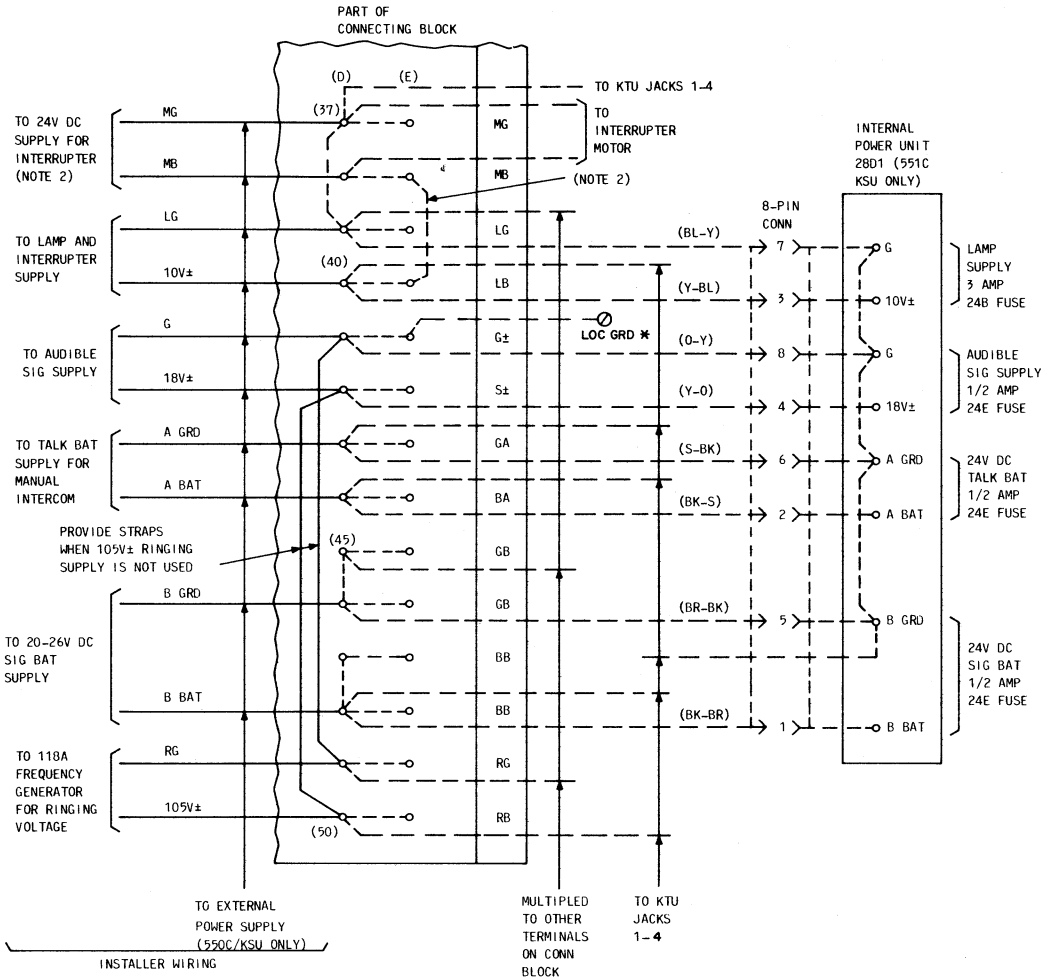 PART OF
CONNECTING BLOCK
(D)
(E)
TO KTU JACKS 1-4
(37)
MG
MG
TO
INTERRUPTER
MOTOR
TO 24V DC
SUPPLY FOR
INTERRUPTER
(NOTE 2)
MB
MB
(NOTE 2)
INTERNAL
POWER UNIT
28D1 (551C
KSU ONLY)
8-PIN
CONN
TO LAMP AND
INTERRUPTER
SUPPLY
LG
LG
(BL-Y)
7
G
10V±
(40)
LB
(Y-BL)
3
10V±
LAMP
SUPPLY
3 AMP
24B FUSE
TO AUDIBLE
SIG SUPPLY
G
G±
LOC GRD *
(O-Y)
8
G
18V±
S±
(Y-O)
4
18V±
AUDIBLE
SIG SUPPLY
1/2 AMP
24E FUSE
TO TALK BAT
SUPPLY FOR
MANUAL
INTERCOM
A GRD
GA
(S-BK)
6
A GRD
A BAT
BA
(BK-S)
2
A BAT
24V DC
TALK BAT
1/2 AMP
24E FUSE
PROVIDE STRAPS
WHEN 105V± RINGING
SUPPLY IS NOT USED
(45)
GB
TO 20-26V DC
SIG BAT
SUPPLY
B GRD
GB
(BR-BK)
5
B GRD
BB
B BAT
BB
(BK-BR)
1
B BAT
24V DC
SIG BAT
1/2 AMP
24E FUSE
TO 118A
FREQUENCY
GENERATOR
FOR RINGING
VOLTAGE
RG
RG
105V±
(50)
RB
TO EXTERNAL
POWER SUPPLY
(550C/KSU ONLY)
INSTALLER WIRING
MULTIPLED
TO OTHER
TERMINALS
ON CONN
BLOCK
TO KTU
JACKS
1-4